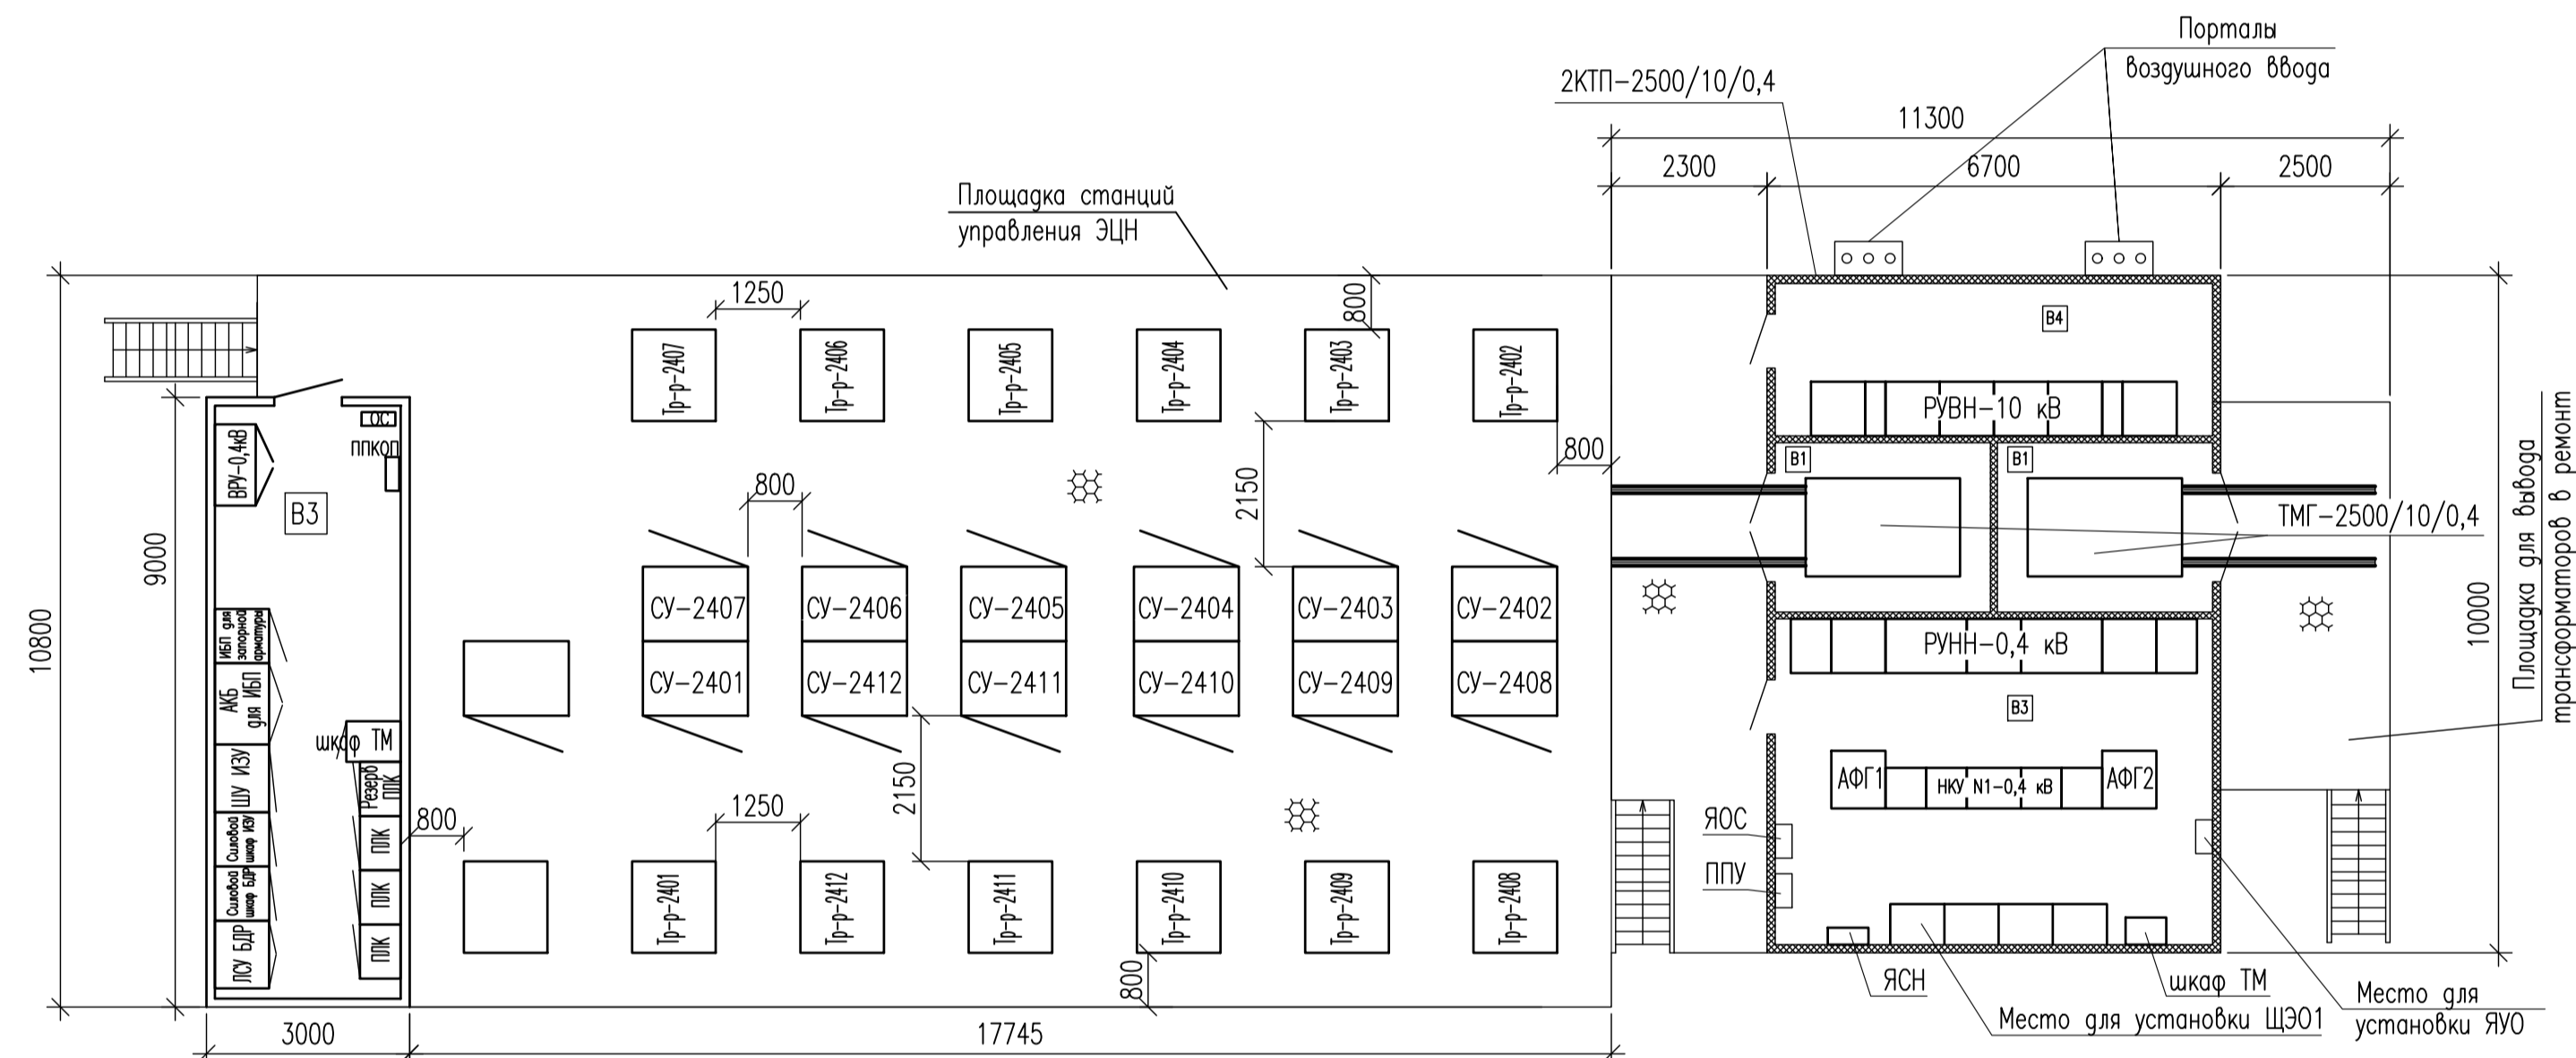 Порталы
воздушного ввода
2КТП-2500/10/0,4
11300
2300
6700
2500
Площадка станций
управления ЭЦН
1250
800
Тр-р-2407
Тр-р-2406
Тр-р-2405
Тр-р-2404
Тр-р-2403
Тр-р-2402
В4
РУВН-10 кВ
ОС
ППКОП
ВРУ-0,4кВ
В3
800
2150
800
В1
В1
ТМГ-2500/10/0,4
Площадка для вывода
трансформаторов в ремонт
9000
10800
10000
СУ-2407
СУ-2406
СУ-2405
СУ-2404
СУ-2403
СУ-2402
СУ-2401
СУ-2412
СУ-2411
СУ-2410
СУ-2409
СУ-2408
РУНН-0,4 кВ
В3
ИБП для
запорной
арматуры
АКБ
для ИБП
шкаф ТМ
ШУ ИЗУ
Резерв
ПЛК
Силовой
шкаф ИЗУ
ПЛК
Силовой
шкаф БДР
ПЛК
ЛСУ БДР
ПЛК
800
1250
2150
АФГ1
НКУ N1-0,4 кВ
АФГ2
ЯОС
ППУ
Тр-р-2401
Тр-р-2412
Тр-р-2411
Тр-р-2410
Тр-р-2409
Тр-р-2408
800
ЯСН
шкаф ТМ
Место для установки ЩЭО1
Место для
установки ЯУО
3000
17745